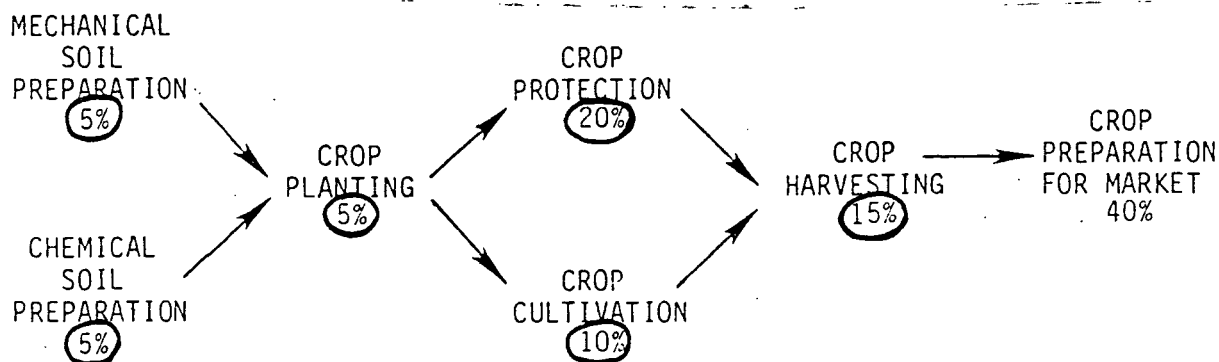 MECHANICAL
SOIL
PREPARATION
5%
CHEMICAL
SOIL
PREPARATION
5%
CROP
PLANTING
5%
CROP
PROTECTION
20%
CROP
CULTIVATION
10%
CROP
HARVESTING
15%
CROP
PREPARATION
FOR MARKET
40%